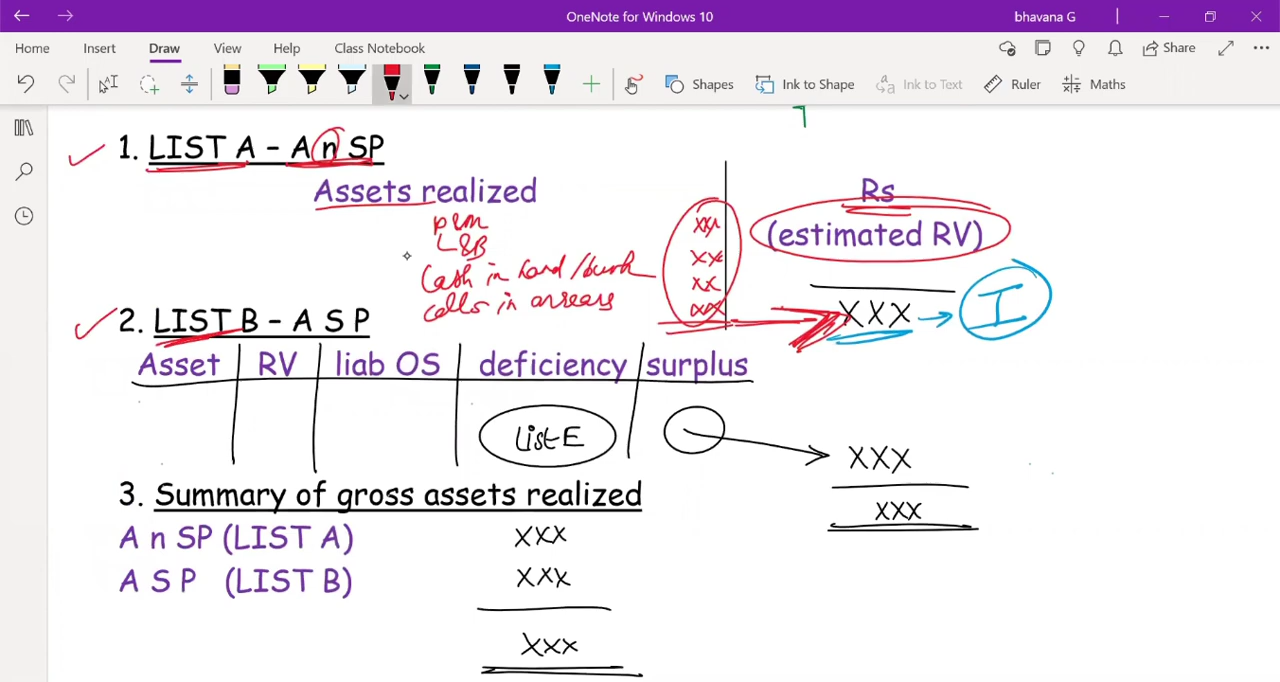 OneNote for Windows 10
bhavana G
Home Insert Draw View Help Class Notebook
Share
Shapes Ink to Shape Ink to Text Ruler Maths
1. LIST A - A n SP
Assets realized Rs
P&M xxx (estimated RV)
L&B xx
Cash in hand/bank xx
calls in arrears xxx XXX → I
2. LIST B - A S P
Asset RV liab OS deficiency surplus
List E
XXX
3. Summary of gross assets realized
XXX
A n SP (LIST A) XXX
A S P (LIST B) XXX
XXX